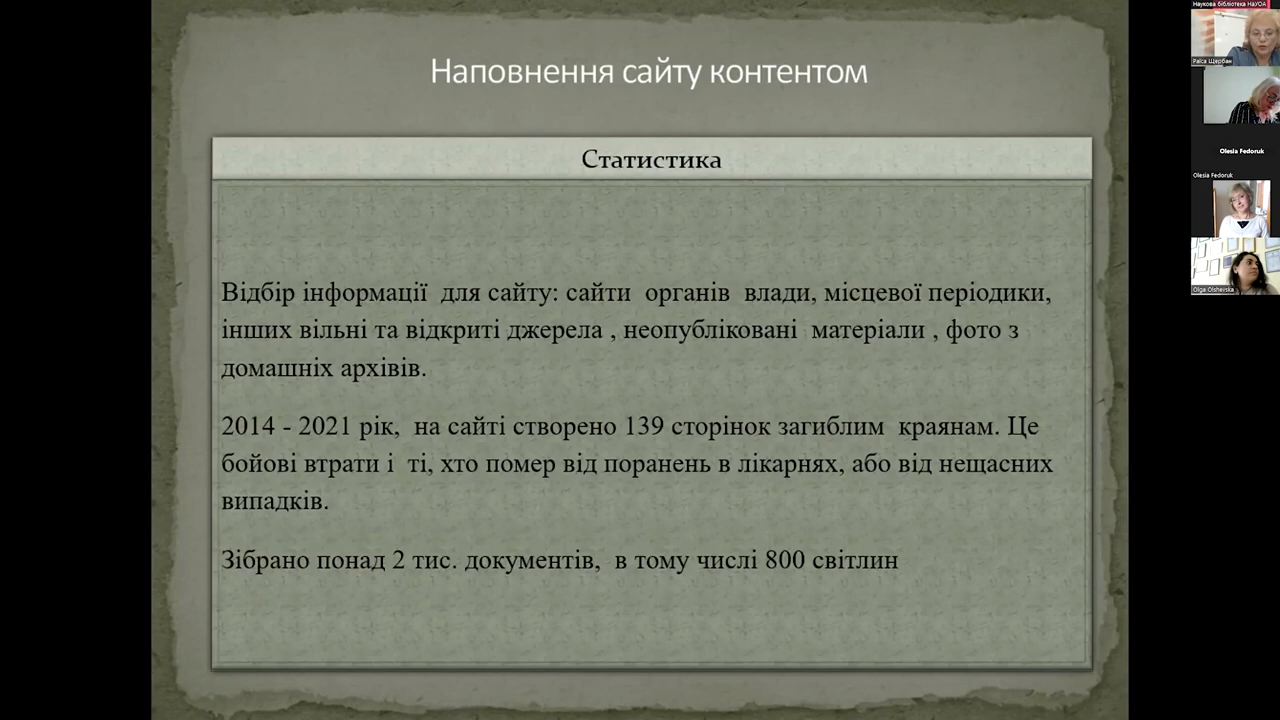 Наповнення сайту контентом
Статистика
Відбір інформації для сайту: сайти органів влади, місцевої періодики,
інших вільні та відкриті джерела , неопубліковані матеріали , фото з
домашніх архівів.
2014 - 2021 рік, на сайті створено 139 сторінок загиблим краянам. Це
бойові втрати і ті, хто помер від поранень в лікарнях, або від нещасних
випадків.
Зібрано понад 2 тис. документів, в тому числі 800 світлин
Наукова бібліотека НаУОА
Раїса Щербан
Olesia Fedoruk
Olesia Fedoruk
Olga Olshevska